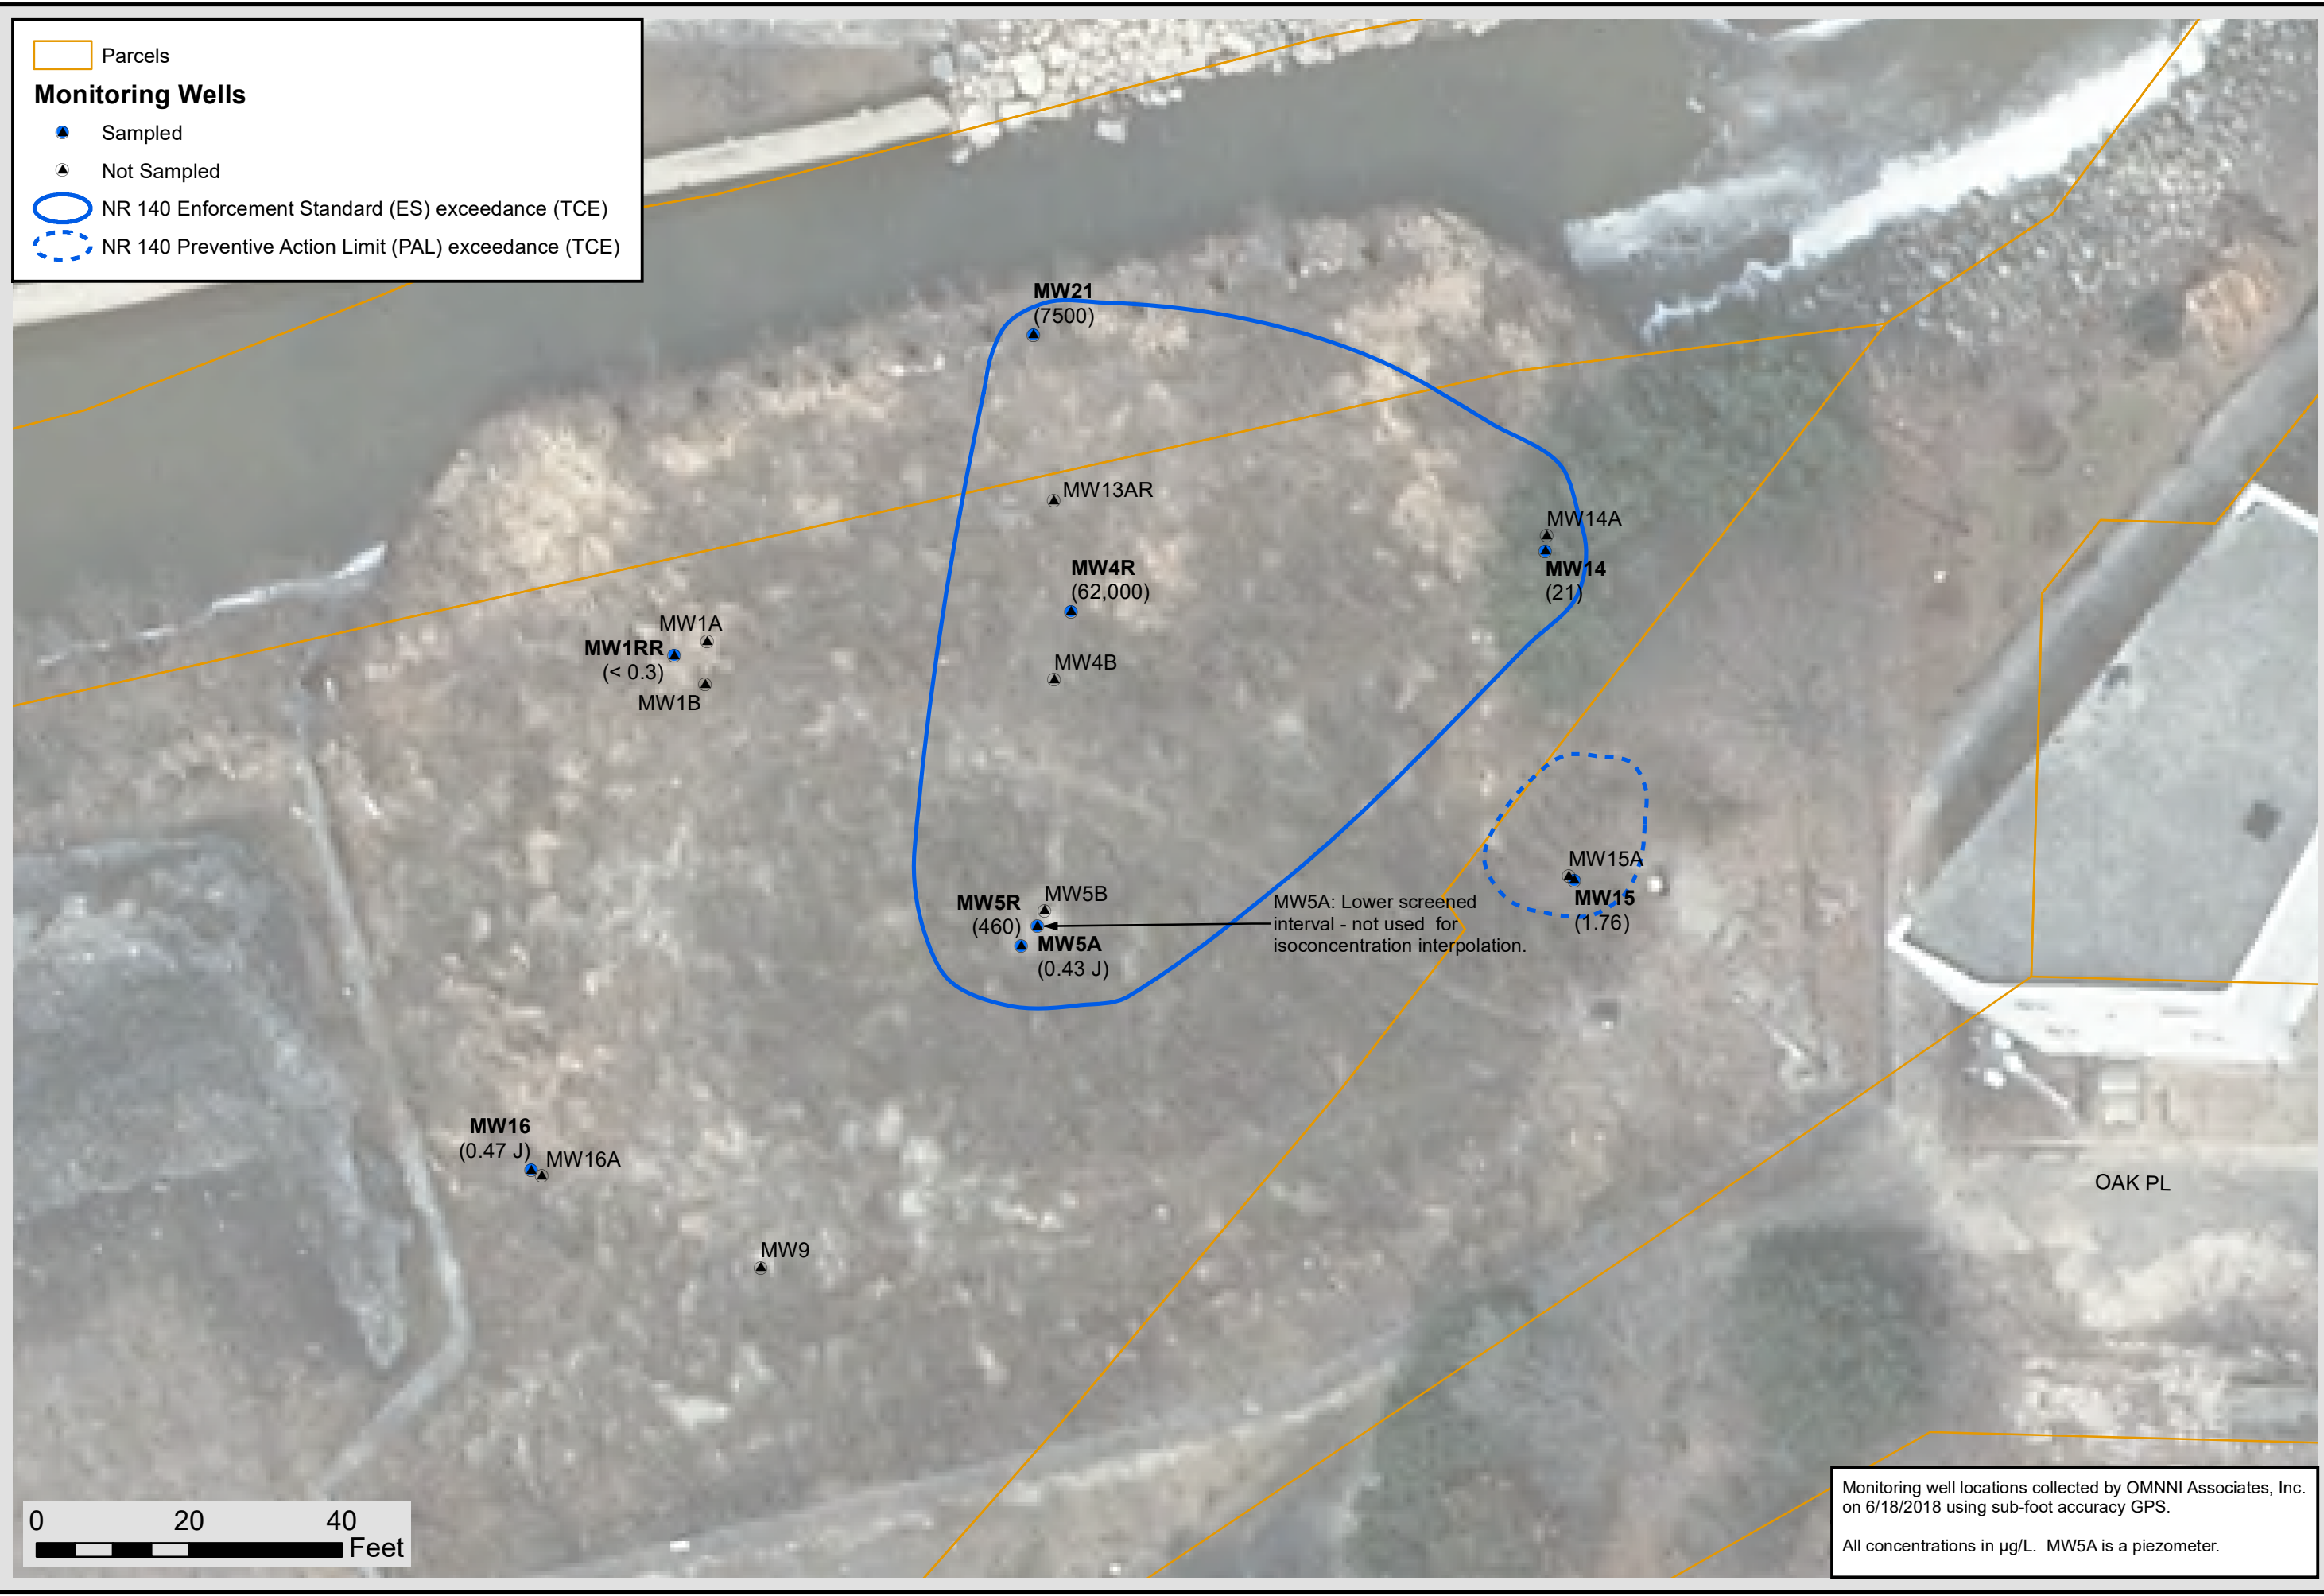 Parcels
Monitoring Wells
Sampled
Not Sampled
NR 140 Enforcement Standard (ES) exceedance (TCE)
NR 140 Preventive Action Limit (PAL) exceedance (TCE)
MW21
(7500)
MW13AR
MW14A
MW14
(21)
MW4R
(62,000)
MW4B
MW1A
MW1RR
(< 0.3)
MW1B
MW15A
MW15
(1.76)
MW5R
(460)
MW5B
MW5A
(0.43 J)
MW5A: Lower screened
interval - not used for
isoconcentration interpolation.
MW16
(0.47 J)
MW16A
MW9
OAK PL
0 20 40
Feet
Monitoring well locations collected by OMNNI Associates, Inc.
on 6/18/2018 using sub-foot accuracy GPS.
All concentrations in µg/L. MW5A is a piezometer.